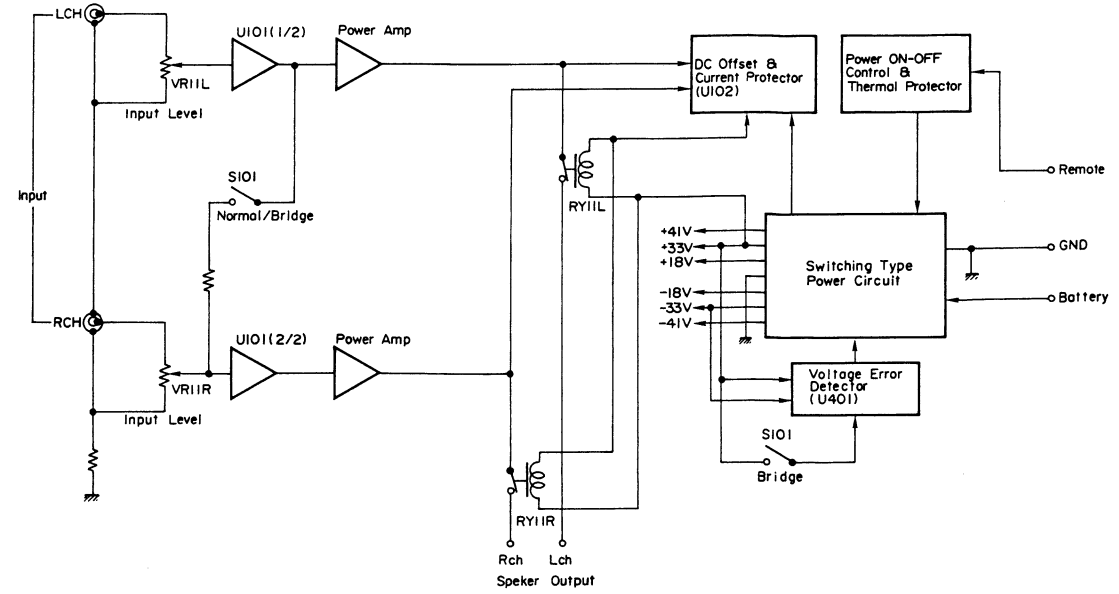 LCH
U101(1/2)
Power Amp
VR11L
Input Level
DC Offset &
Current Protector
(U102)
Power ON-OFF
Control &
Thermal Protector
Remote
S101
Normal/Bridge
RY11L
Input
+41V
+33V
+18V
-18V
-33V
-41V
Switching Type
Power Circuit
GND
Battery
RCH
U101(2/2)
Power Amp
VR11R
Input Level
Voltage Error
Detector
(U401)
S101
Bridge
RY11R
Rch Lch
Speker Output